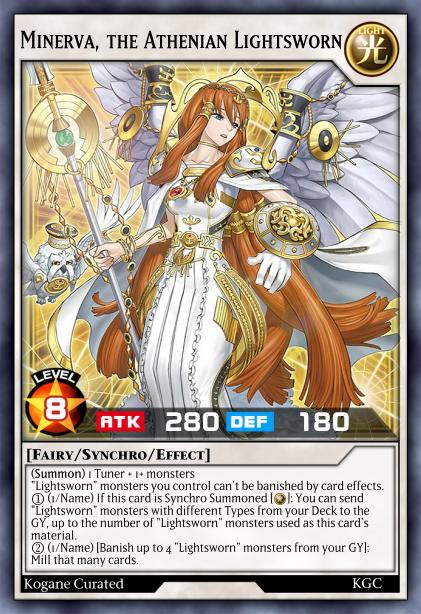 Minerva, the Athenian Lightsworn
LIGHT
光
LEVEL
8
ATK 280 DEF 180
[Fairy/Synchro/Effect]
(Summon) 1 Tuner + 1+ monsters
"Lightsworn" monsters you control can't be banished by card effects.
① (1/Name) If this card is Synchro Summoned []: You can send
"Lightsworn" monsters with different Types from your Deck to the
GY, up to the number of "Lightsworn" monsters used as this card's
material.
② (1/Name) [Banish up to 4 "Lightsworn" monsters from your GY]:
Mill that many cards.
Kogane Curated KGC